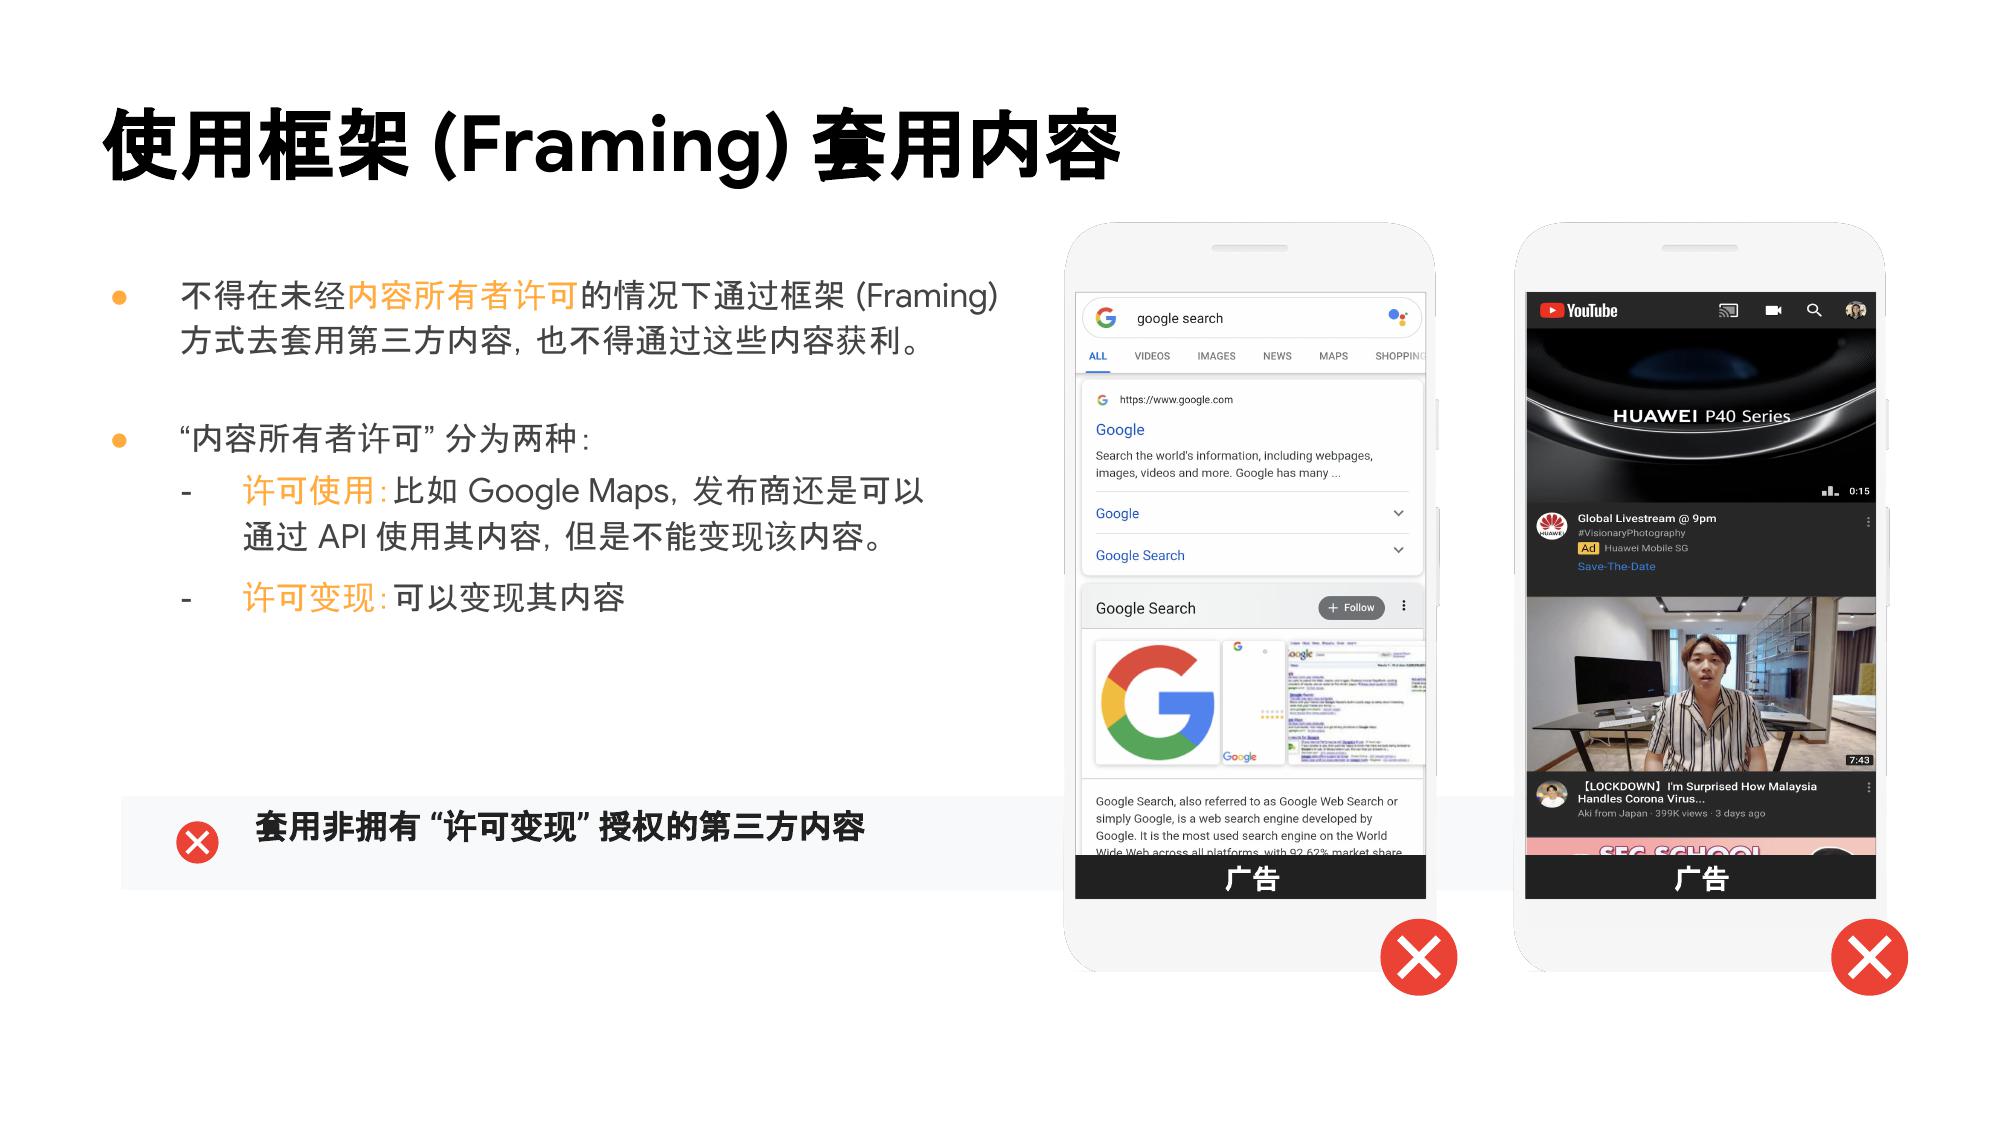 使用框架 (Framing) 套用内容
● 不得在未经内容所有者许可的情况下通过框架 (Framing)
方式去套用第三方内容，也不得通过这些内容获利。
● “内容所有者许可” 分为两种：
- 许可使用：比如 Google Maps，发布商还是可以
通过 API 使用其内容，但是不能变现该内容。
- 许可变现：可以变现其内容
套用非拥有 “许可变现” 授权的第三方内容
google search
ALL VIDEOS IMAGES NEWS MAPS SHOPPING
https://www.google.com
Google
Search the world's information, including webpages,
images, videos and more. Google has many ...
Google
Google Search
Google Search
+ Follow
Google
Google Search, also referred to as Google Web Search or
simply Google, is a web search engine developed by
Google. It is the most used search engine on the World
Wide Web across all platforms, with 92.62% market share
广告
YouTube
HUAWEI P40 Series
0:15
HUAWEI
Global Livestream @ 9pm
#VisionaryPhotography
Ad Huawei Mobile SG
Save-The-Date
7:43
【LOCKDOWN】I'm Surprised How Malaysia
Handles Corona Virus...
Aki from Japan · 399K views · 3 days ago
广告